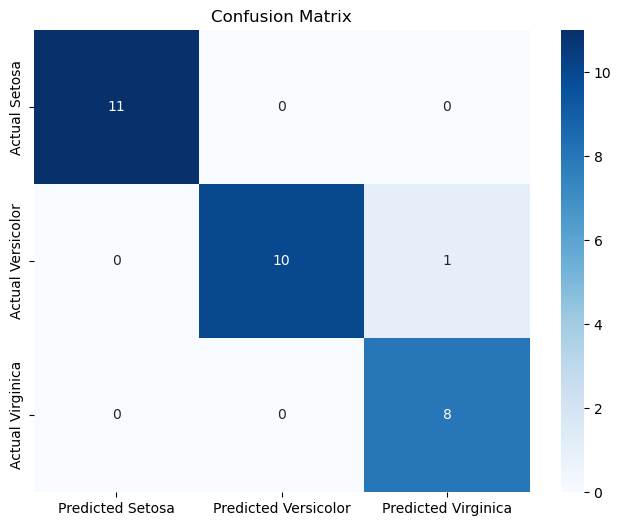 Confusion Matrix
Actual Setosa
11 0 0
Actual Versicolor
0 10 1
Actual Virginica
0 0 8
Predicted Setosa Predicted Versicolor Predicted Virginica
10
8
6
4
2
0